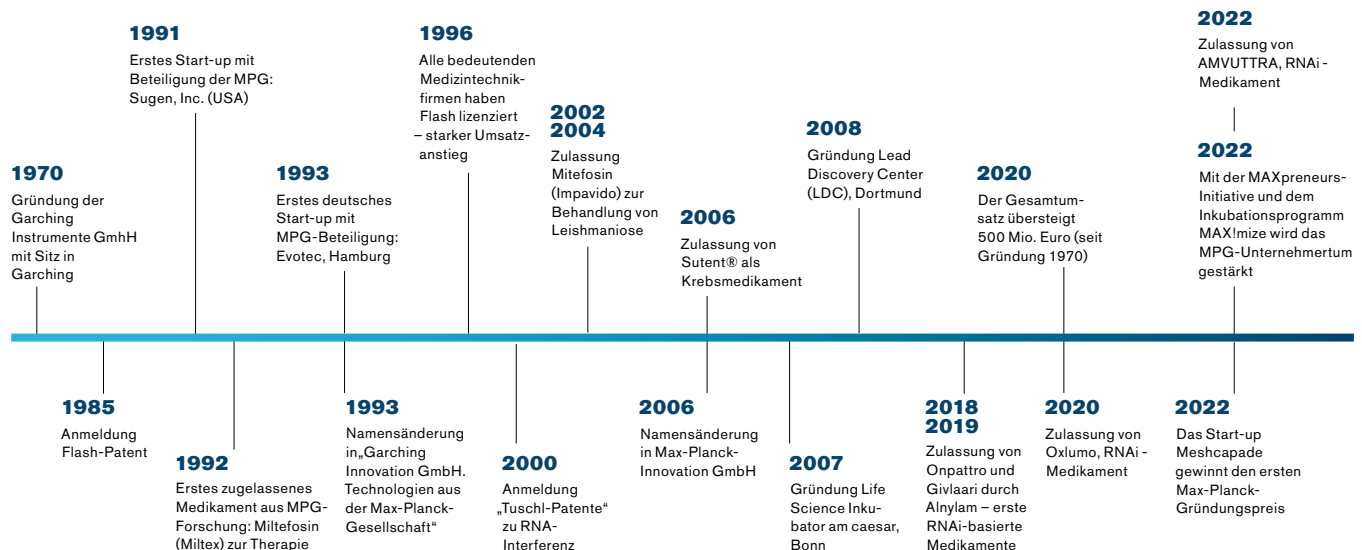 1970
Gründung der
Garching
Instrumente GmhH
mit Sitz in
Garching
1985
Anmeldung
Flash-Patent
1991
Erstes Start-up mit
Beteiligung der MPG:
Sugen, Inc. (USA)
1992
Erstes zugelassenes
Medikament aus MPG-
Forschung: Miltefosin
(Miltex) zur Therapie
1993
Erstes deutsches
Start-up mit
MPG-Beteiligung:
Evotec, Hamburg
1993
Namensänderung
in„Garching
Innovation GmbH.
Technologien aus
der Max-Planck-
Gesellschaft“
1996
Alle bedeutenden
Medizintechnik-
firmen haben
Flash lizenziert
– starker Umsatz-
anstieg
2000
Anmeldung
„Tuschl-Patente“
zu RNA-
Interferenz
2002
2004
Zulassung
Mitefosin
(Impavido) zur
Behandlung von
Leishmaniose
2006
Zulassung von
Sutent® als
Krebsmedikament
2006
Namensänderung
in Max-Planck-
Innovation GmbH
2007
Gründung Life
Science Inku-
bator am caesar,
Bonn
2008
Gründung Lead
Discovery Center
(LDC), Dortmund
2018
2019
Zulassung von
Onpattro und
Givlaari durch
Alnylam – erste
RNAi-basierte
Medikamente
2020
Der Gesamtum-
satz übersteigt
500 Mio. Euro (seit
Gründung 1970)
2020
Zulassung von
Oxlumo, RNAi -
Medikament
2022
Zulassung von
AMVUTTRA, RNAi -
Medikament
2022
Mit der MAXpreneurs-
Initiative und dem
Inkubationsprogramm
MAX!mize wird das
MPG-Unternehmertum
gestärkt
2022
Das Start-up
Meshcapade
gewinnt den ersten
Max-Planck-
Gründungspreis